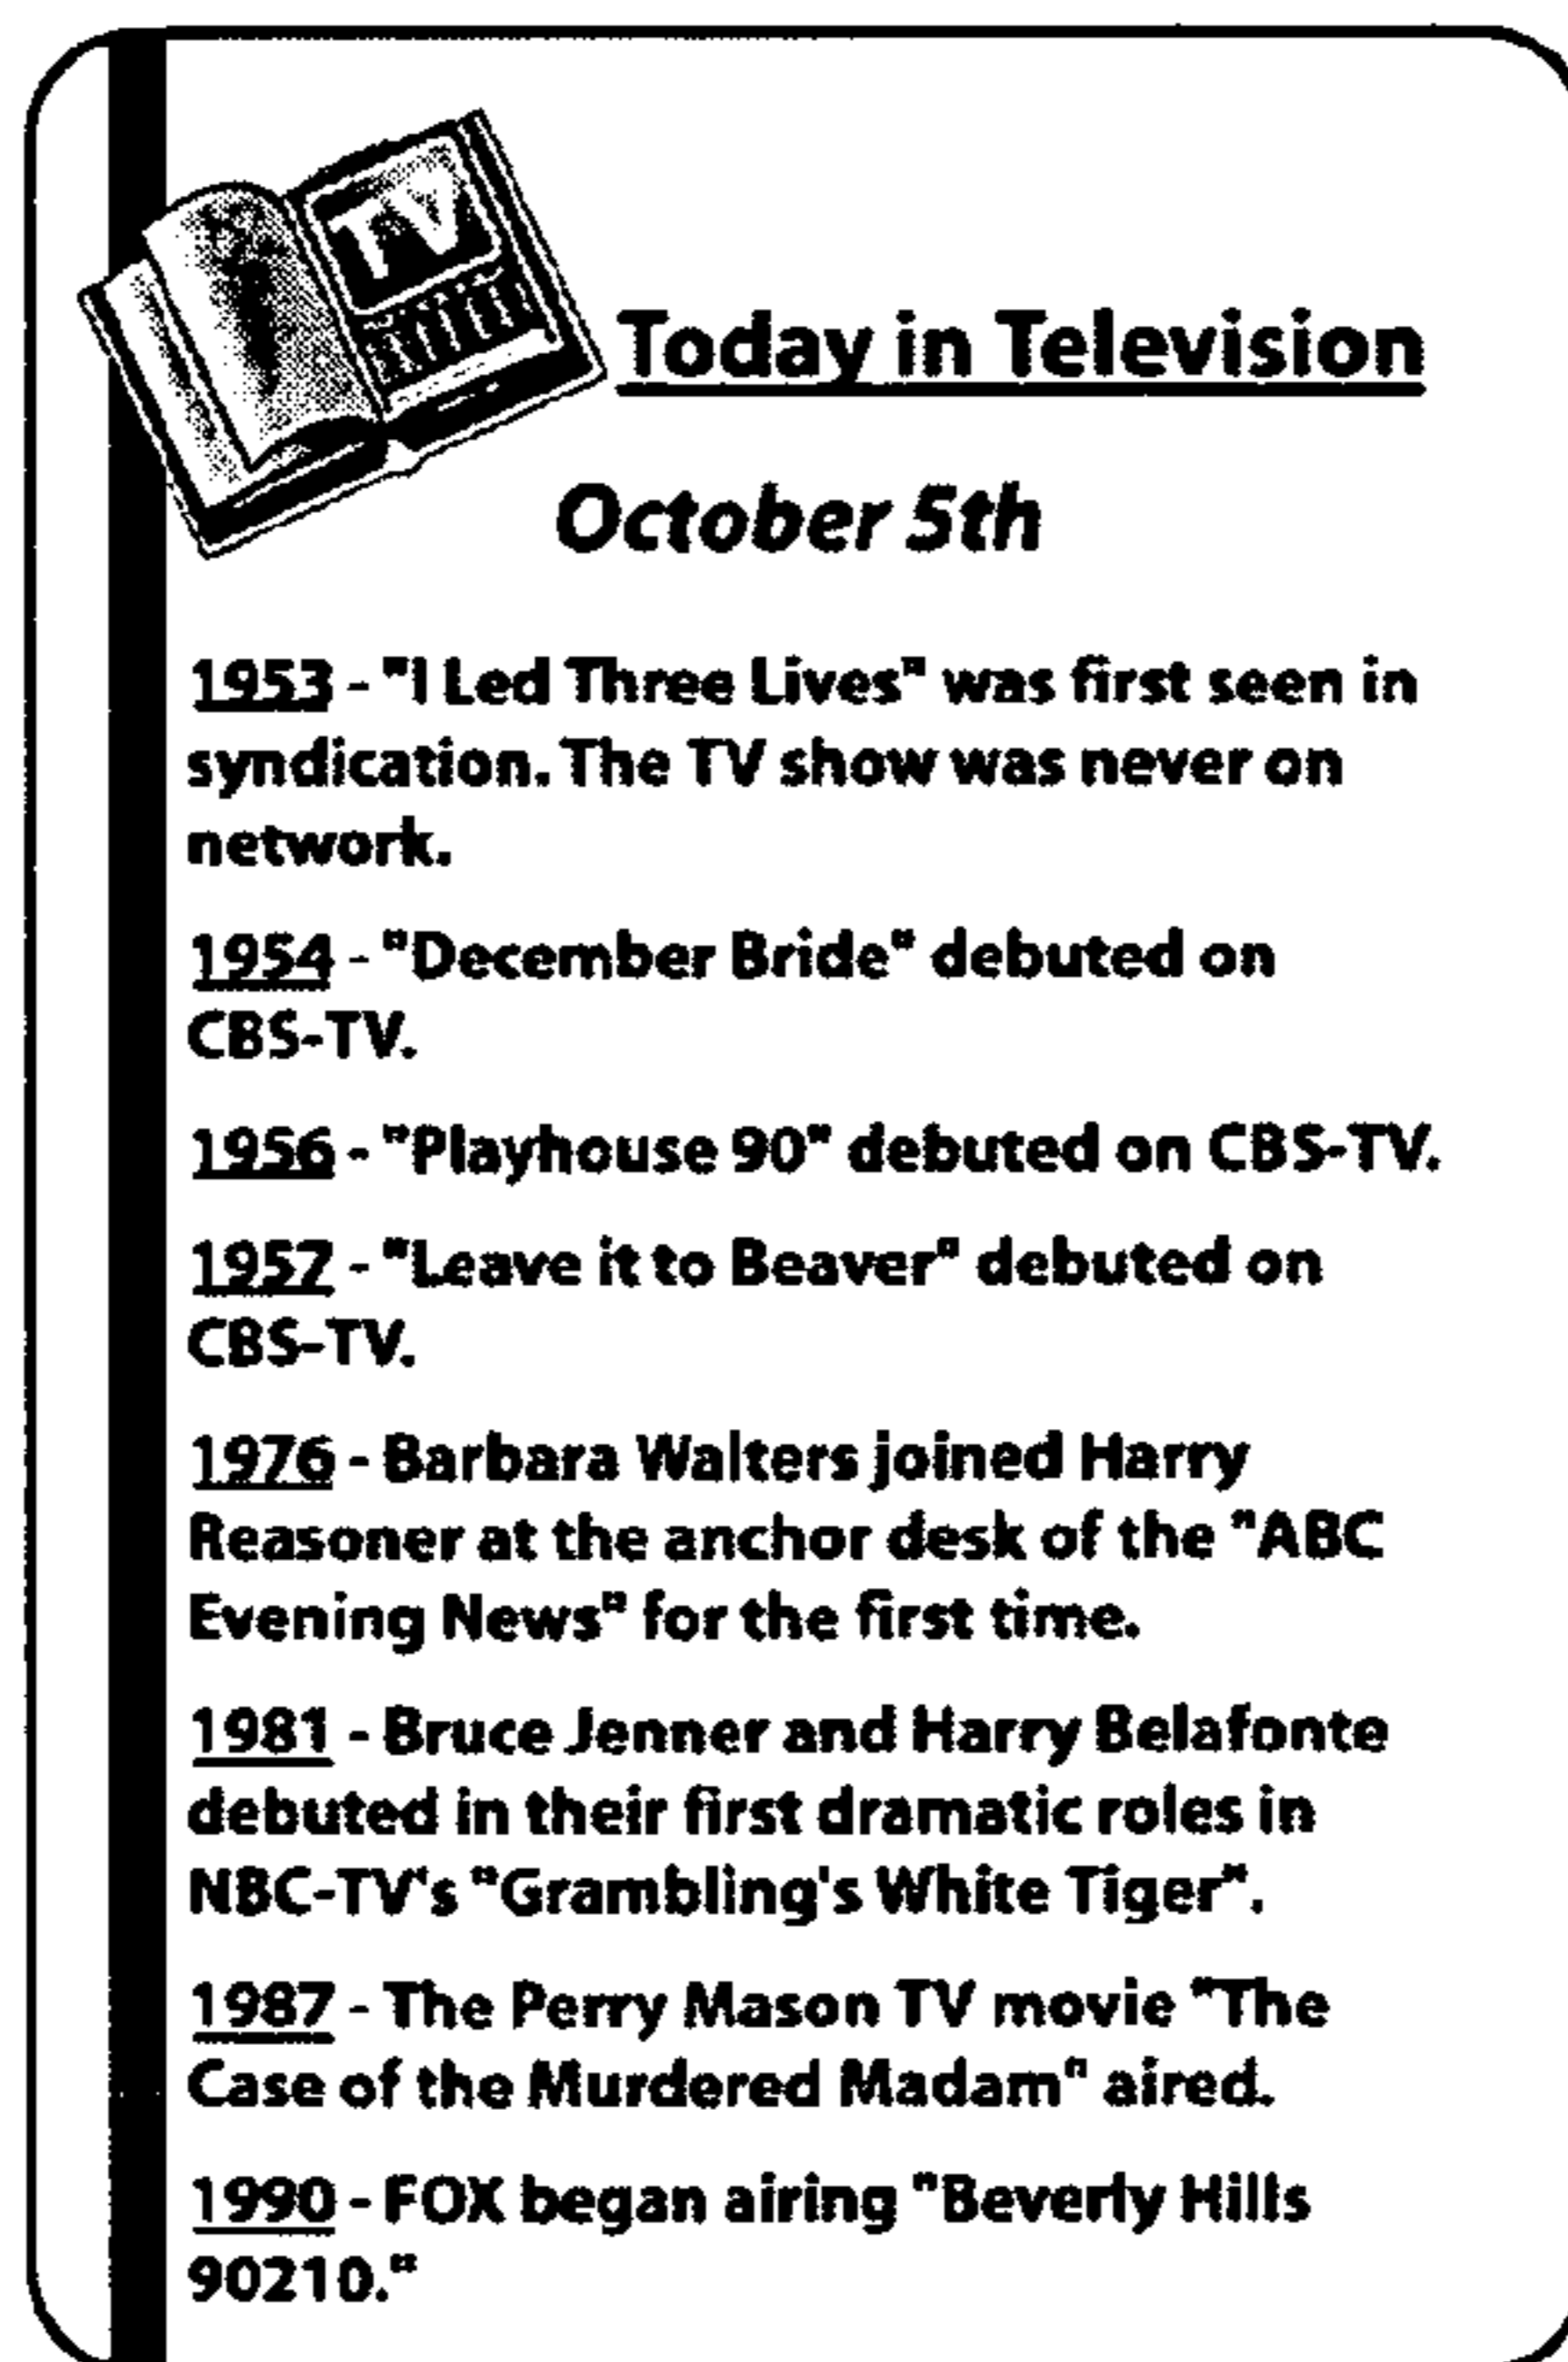 TV
Today in Television
October 5th
1953 - "I Led Three Lives" was first seen in
syndication. The TV show was never on
network.
1954 - "December Bride" debuted on
CBS-TV.
1956 - "Playhouse 90" debuted on CBS-TV.
1957 - "Leave it to Beaver" debuted on
CBS-TV.
1976 - Barbara Walters joined Harry
Reasoner at the anchor desk of the "ABC
Evening News" for the first time.
1981 - Bruce Jenner and Harry Belafonte
debuted in their first dramatic roles in
NBC-TV's "Grambling's White Tiger".
1987 - The Perry Mason TV movie "The
Case of the Murdered Madam" aired.
1990 - FOX began airing "Beverly Hills
90210."